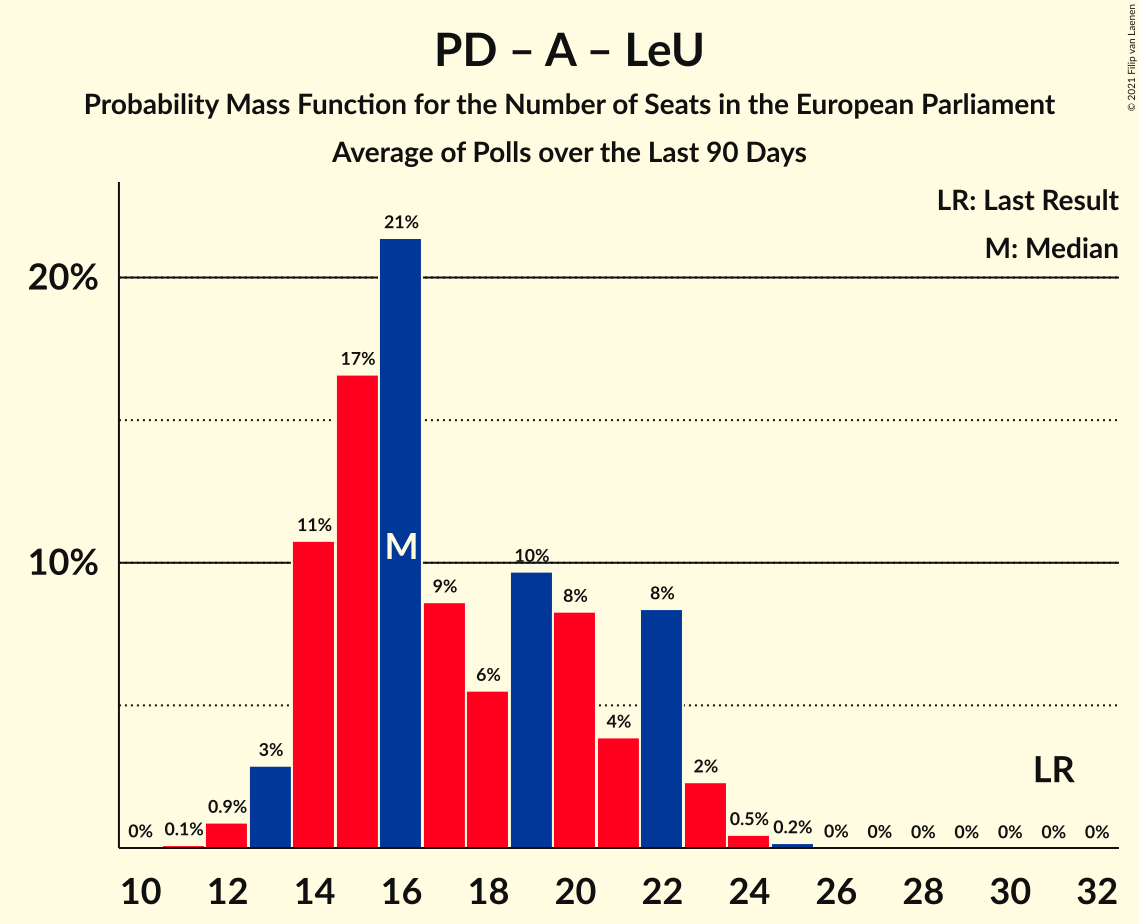 PD – A – LeU
Probability Mass Function for the Number of Seats in the European Parliament
Average of Polls over the Last 90 Days
© 2021 Filip van Laenen
LR: Last Result
M: Median
20%
10%
0%
0.1%
0.9%
3%
11%
17%
21%
9%
6%
10%
8%
4%
8%
2%
0.5%
0.2%
0%
0%
0%
0%
0%
0%
0%
M
LR
10 12 14 16 18 20 22 24 26 28 30 32